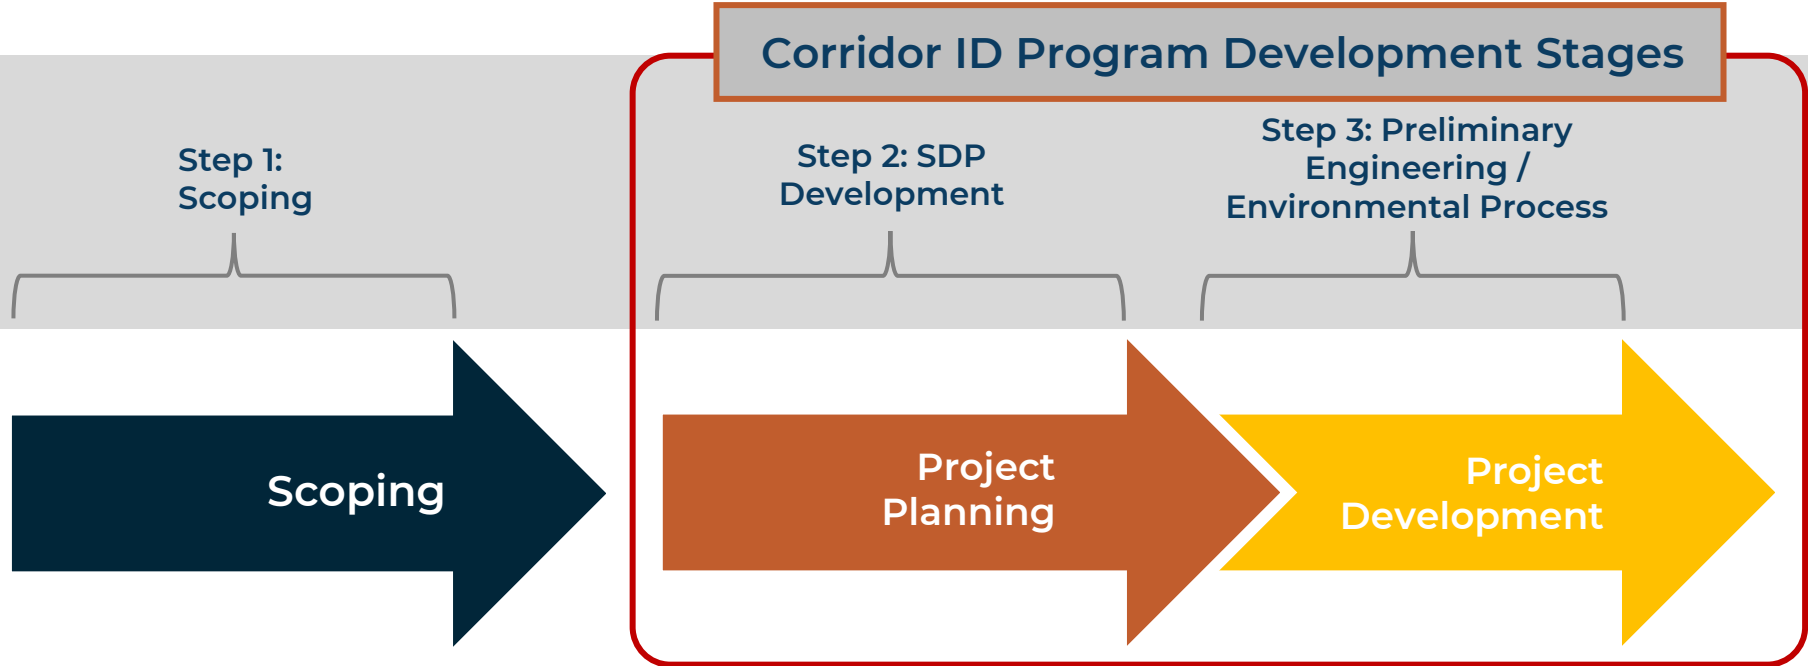 Corridor ID Program Development Stages
Step 1:
Scoping
Step 2: SDP
Development
Step 3: Preliminary
Engineering /
Environmental Process
Scoping
Project
Planning
Project
Development